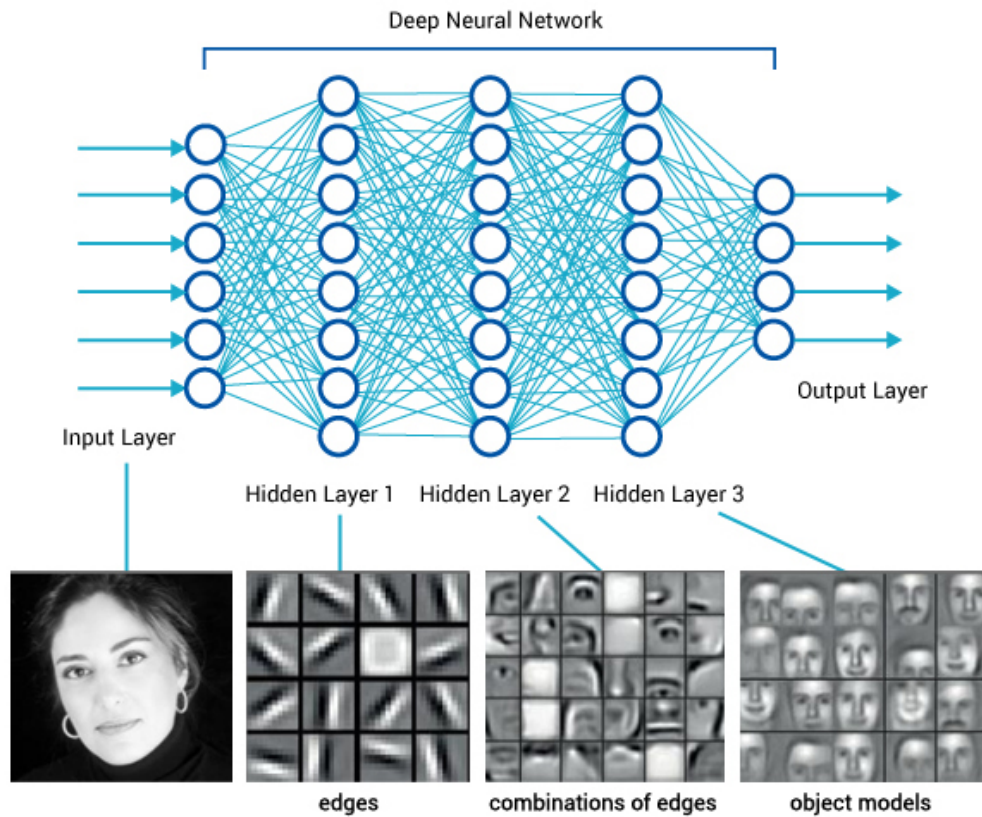 Deep Neural Network
Output Layer
Input Layer
Hidden Layer 1
Hidden Layer 2
Hidden Layer 3
edges
combinations of edges
object models